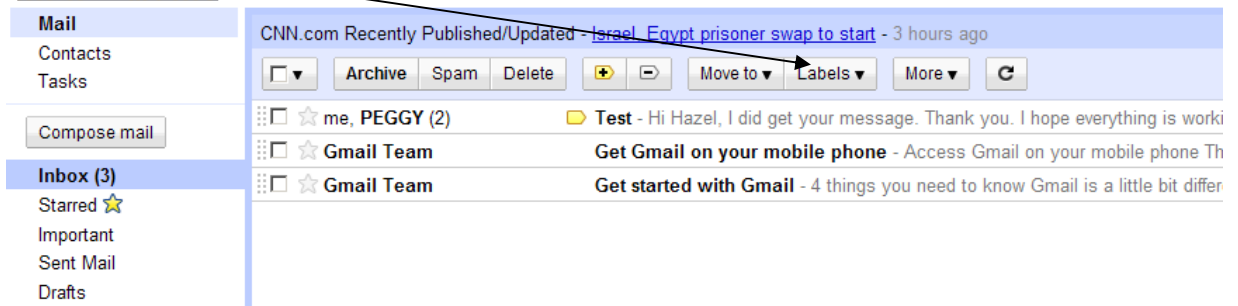 Mail
Contacts
Tasks
Compose mail
Inbox (3)
Starred
Important
Sent Mail
Drafts
CNN.com Recently Published/Updated - Israel, Egypt prisoner swap to start - 3 hours ago
Archive Spam Delete Move to Labels More
me, PEGGY (2) Test - Hi Hazel, I did get your message. Thank you. I hope everything is worki
Gmail Team Get Gmail on your mobile phone - Access Gmail on your mobile phone Th
Gmail Team Get started with Gmail - 4 things you need to know Gmail is a little bit differ